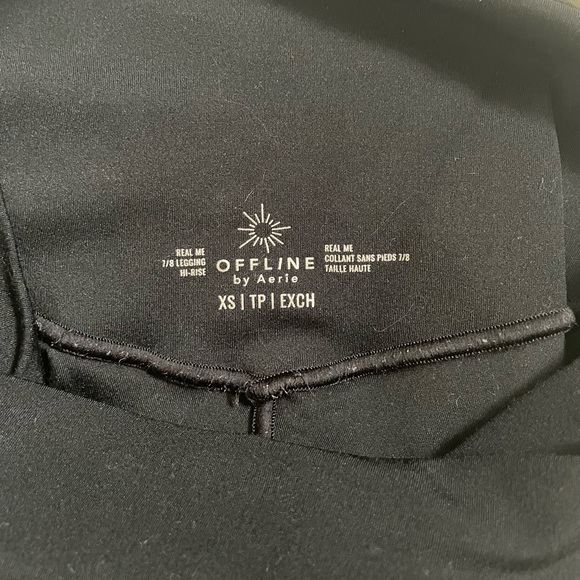 REAL ME
7/8 LEGGING
HI-RISE
OFFLINE
by Aerie
XS | TP | EXCH
REAL ME
COLLANT SANS PIEDS 7/8
TAILLE HAUTE